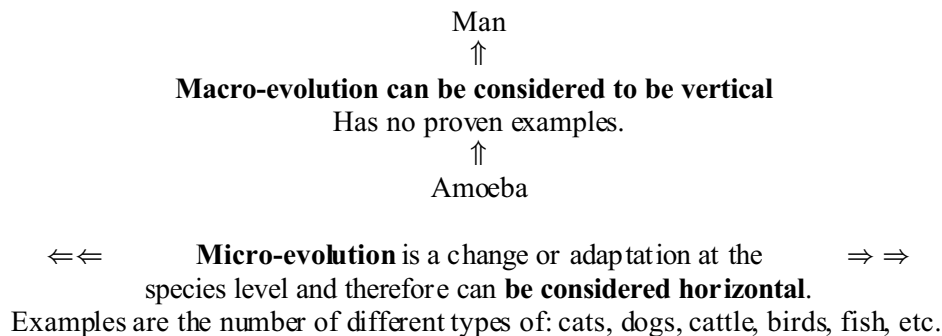 Man
⇑
Macro-evolution can be considered to be vertical
Has no proven examples.
⇑
Amoeba
⇐⇐ Micro-evolution is a change or adaptation at the ⇒ ⇒
species level and therefore can be considered horizontal.
Examples are the number of different types of: cats, dogs, cattle, birds, fish, etc.